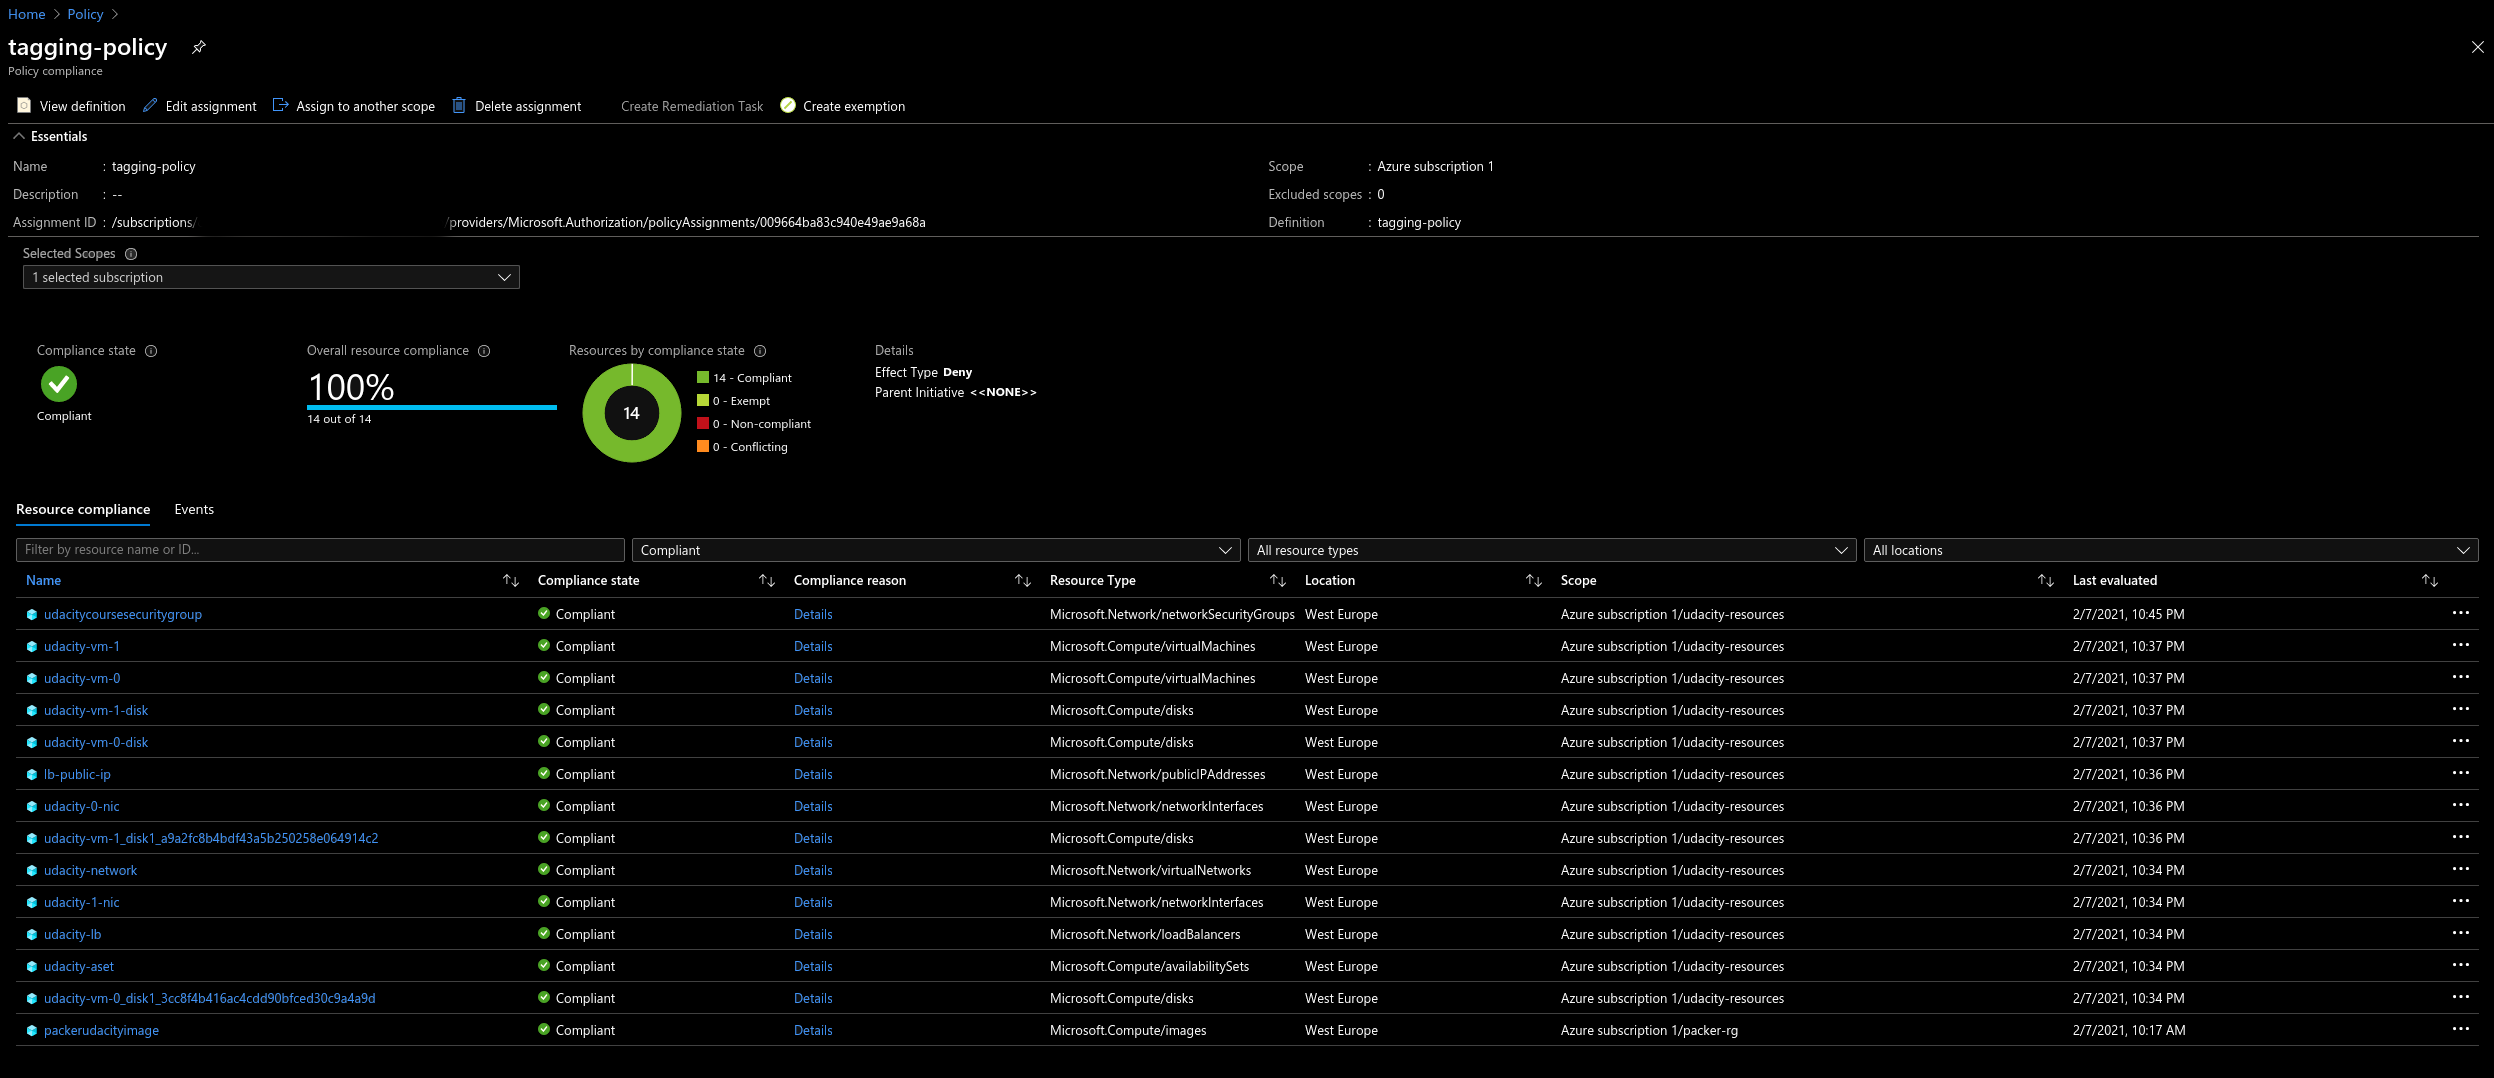 Home > Policy >
tagging-policy
Policy compliance
View definition Edit assignment Assign to another scope Delete assignment Create Remediation Task Create exemption
Essentials
Name : tagging-policy
Description : --
Assignment ID : /subscriptions/ /providers/Microsoft.Authorization/policyAssignments/009664ba83c940e49ae9a68a
Scope : Azure subscription 1
Excluded scopes : 0
Definition : tagging-policy
Selected Scopes
1 selected subscription
Compliance state
Compliant
Overall resource compliance
100%
14 out of 14
Resources by compliance state
14
14 - Compliant
0 - Exempt
0 - Non-compliant
0 - Conflicting
Details
Effect Type Deny
Parent Initiative <<NONE>>
Resource compliance Events
Filter by resource name or ID... Compliant All resource types All locations
Name Compliance state Compliance reason Resource Type Location Scope Last evaluated
udacitycoursesecuritygroup Compliant Details Microsoft.Network/networkSecurityGroups West Europe Azure subscription 1/udacity-resources 2/7/2021, 10:45 PM
udacity-vm-1 Compliant Details Microsoft.Compute/virtualMachines West Europe Azure subscription 1/udacity-resources 2/7/2021, 10:37 PM
udacity-vm-0 Compliant Details Microsoft.Compute/virtualMachines West Europe Azure subscription 1/udacity-resources 2/7/2021, 10:37 PM
udacity-vm-1-disk Compliant Details Microsoft.Compute/disks West Europe Azure subscription 1/udacity-resources 2/7/2021, 10:37 PM
udacity-vm-0-disk Compliant Details Microsoft.Compute/disks West Europe Azure subscription 1/udacity-resources 2/7/2021, 10:37 PM
lb-public-ip Compliant Details Microsoft.Network/publicIPAddresses West Europe Azure subscription 1/udacity-resources 2/7/2021, 10:36 PM
udacity-0-nic Compliant Details Microsoft.Network/networkInterfaces West Europe Azure subscription 1/udacity-resources 2/7/2021, 10:36 PM
udacity-vm-1_disk1_a9a2fc8b4bdf43a5b250258e064914c2 Compliant Details Microsoft.Compute/disks West Europe Azure subscription 1/udacity-resources 2/7/2021, 10:36 PM
udacity-network Compliant Details Microsoft.Network/virtualNetworks West Europe Azure subscription 1/udacity-resources 2/7/2021, 10:34 PM
udacity-1-nic Compliant Details Microsoft.Network/networkInterfaces West Europe Azure subscription 1/udacity-resources 2/7/2021, 10:34 PM
udacity-lb Compliant Details Microsoft.Network/loadBalancers West Europe Azure subscription 1/udacity-resources 2/7/2021, 10:34 PM
udacity-aset Compliant Details Microsoft.Compute/availabilitySets West Europe Azure subscription 1/udacity-resources 2/7/2021, 10:34 PM
udacity-vm-0_disk1_3cc8f4b416ac4cdd90bfced30c9a4a9d Compliant Details Microsoft.Compute/disks West Europe Azure subscription 1/udacity-resources 2/7/2021, 10:34 PM
packerudacityimage Compliant Details Microsoft.Compute/images West Europe Azure subscription 1/packer-rg 2/7/2021, 10:17 AM